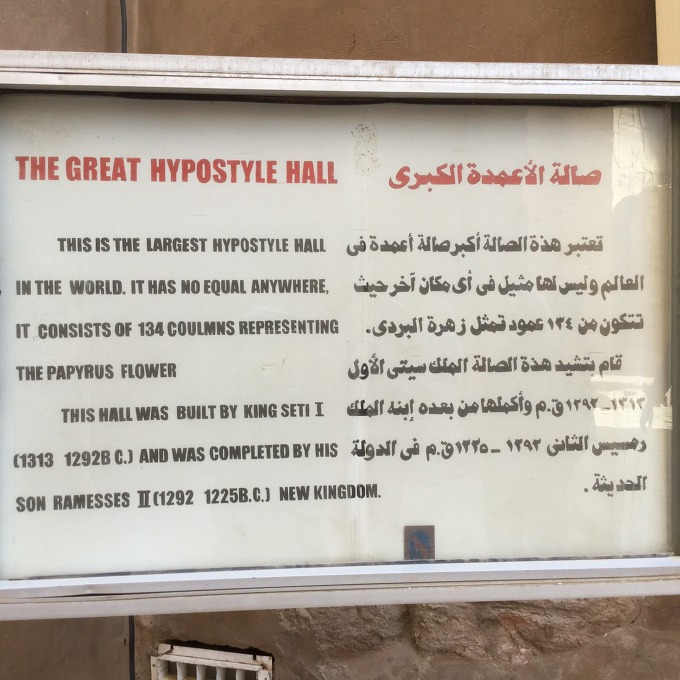 THE GREAT HYPOSTYLE HALL
THIS IS THE LARGEST HYPOSTYLE HALL
IN THE WORLD. IT HAS NO EQUAL ANYWHERE,
IT CONSISTS OF 134 COULMNS REPRESENTING
THE PAPYRUS FLOWER
THIS HALL WAS BUILT BY KING SETI I
(1313 1292B C.) AND WAS COMPLETED BY HIS
SON RAMESSES II (1292 1225B.C.) NEW KINGDOM.
صالة الأعمدة الكبرى
تعتبر هذة الصالة أكبر صالة أعمدة فى
العالم وليس لها مثيل فى أى مكان آخر حيث
تتكون من ١٣٤ عمود تمثل زهرة البردى.
قام بتشيد هذة الصالة الملك سيتى الأول
١٣١٣ــ١٢٩٢ق.م وأكملها من بعده إبنه الملك
رمسيس الثانى ١٢٩٢ ــ١٢٢٥ق.م فى الدولة
الحديثة.